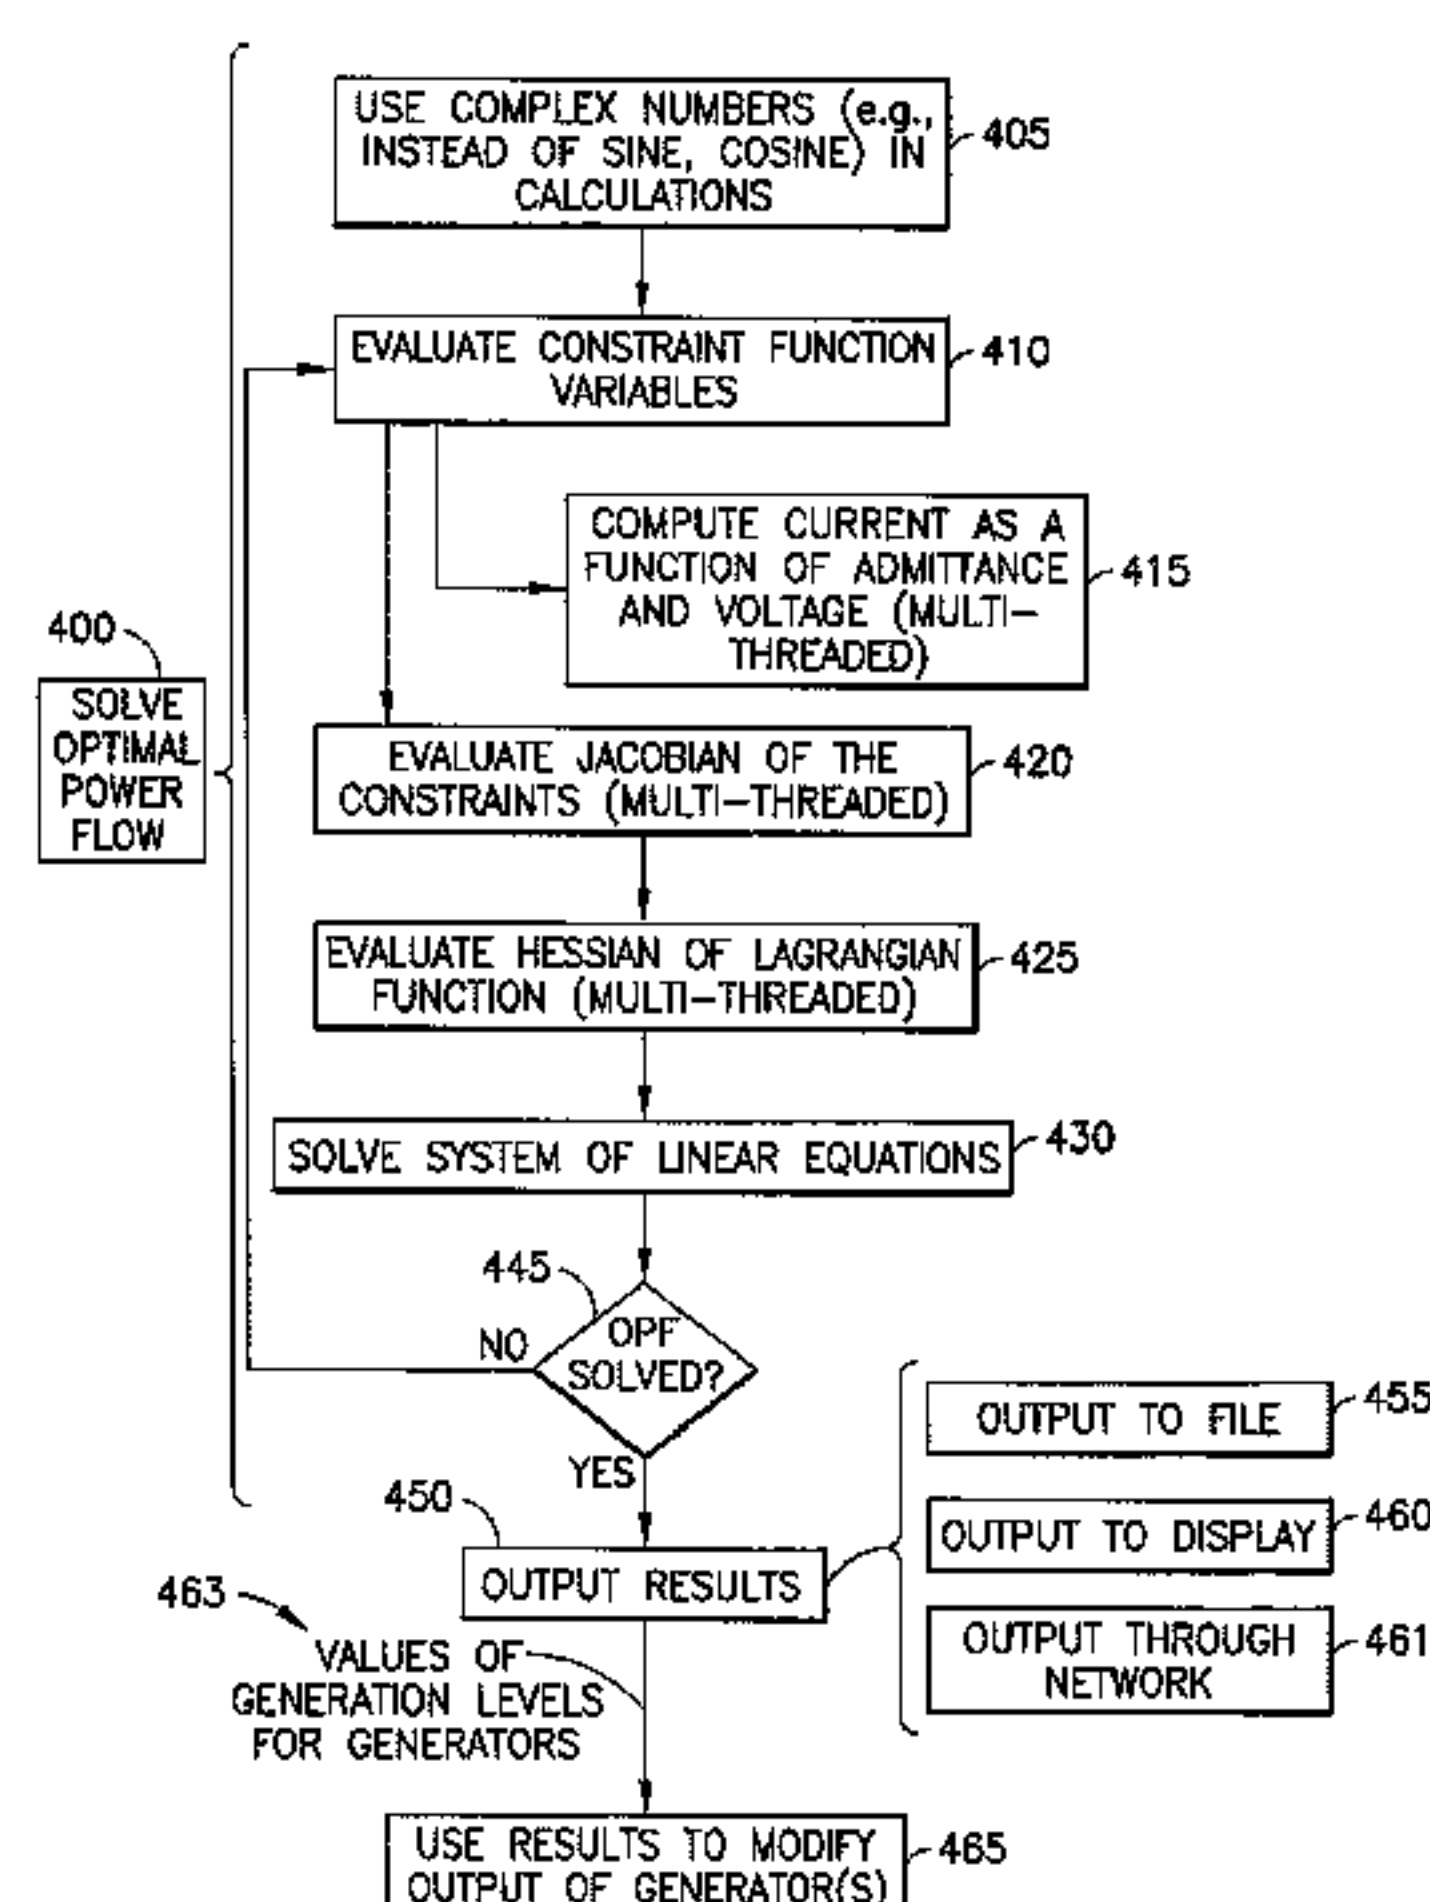 USE COMPLEX NUMBERS (e.g.,
INSTEAD OF SINE, COSINE) IN
CALCULATIONS
405
EVALUATE CONSTRAINT FUNCTION
VARIABLES
410
COMPUTE CURRENT AS A
FUNCTION OF ADMITTANCE
AND VOLTAGE (MULTI-
THREADED)
415
400
SOLVE
OPTIMAL
POWER
FLOW
EVALUATE JACOBIAN OF THE
CONSTRAINTS (MULTI-THREADED)
420
EVALUATE HESSIAN OF LAGRANGIAN
FUNCTION (MULTI-THREADED)
425
SOLVE SYSTEM OF LINEAR EQUATIONS
430
445
OPF
SOLVED?
NO
YES
450
OUTPUT RESULTS
OUTPUT TO FILE
455
OUTPUT TO DISPLAY
460
OUTPUT THROUGH
NETWORK
461
463
VALUES OF
GENERATION LEVELS
FOR GENERATORS
USE RESULTS TO MODIFY
OUTPUT OF GENERATOR(S)
465